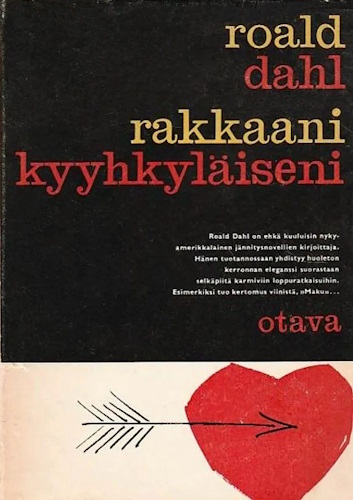 roald
dahl
rakkaani
kyyhkyläiseni
Roald Dahl on ehkä kuuluisin nyky-
amerikkalainen jännitysnovellien kirjoittaja.
Hänen tuotannossaan yhdistyy huoleton
kerronnan eleganssi suorastaan
selkäpiitä karmiviin loppuratkaisuihin.
Esimerkiksi tuo kertomus viinistä, »Maku»...
otava